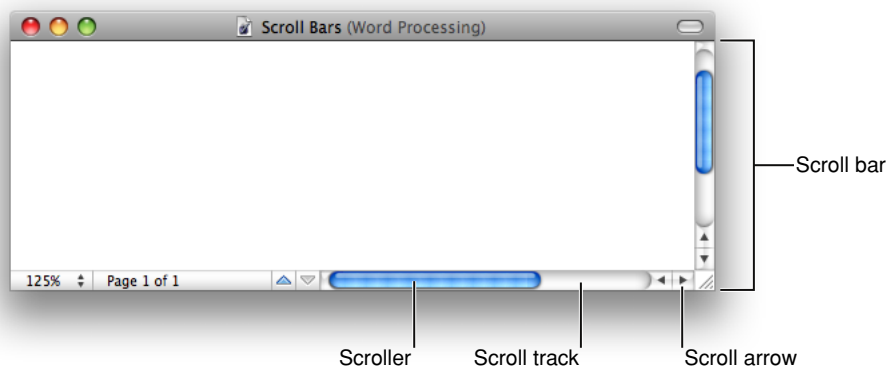 Scroll Bars (Word Processing)
Scroll bar
125% Page 1 of 1
Scroller Scroll track Scroll arrow